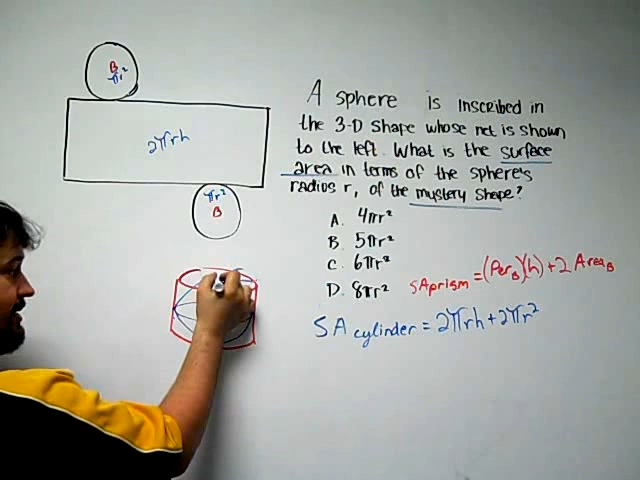 B
πr²
2πrh
πr²
B
A sphere is inscribed in
the 3-D shape whose net is shown
to the left. What is the surface
area in terms of the sphere's
radius r, of the mystery shape?
A. 4πr²
B. 5πr²
C. 6πr²
D. 8πr²
SAprism = (Per_B)(h) + 2 Area_B
SA cylinder = 2πrh + 2πr²